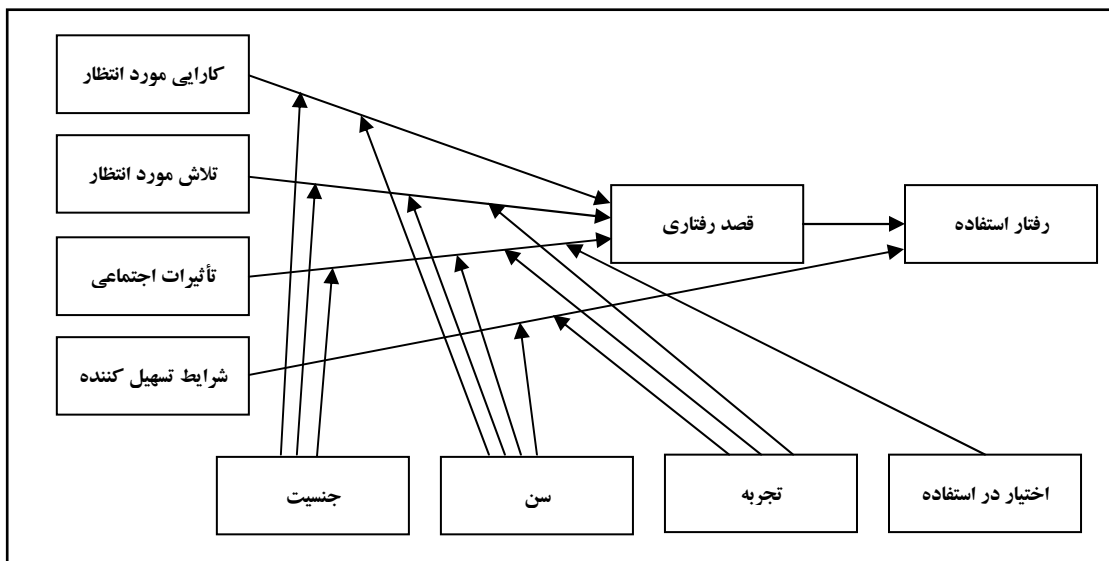 کارایی مورد انتظار
تلاش مورد انتظار
قصد رفتاری
رفتار استفاده
تأثیرات اجتماعی
شرایط تسهیل کننده
جنسیت
سن
تجربه
اختیار در استفاده